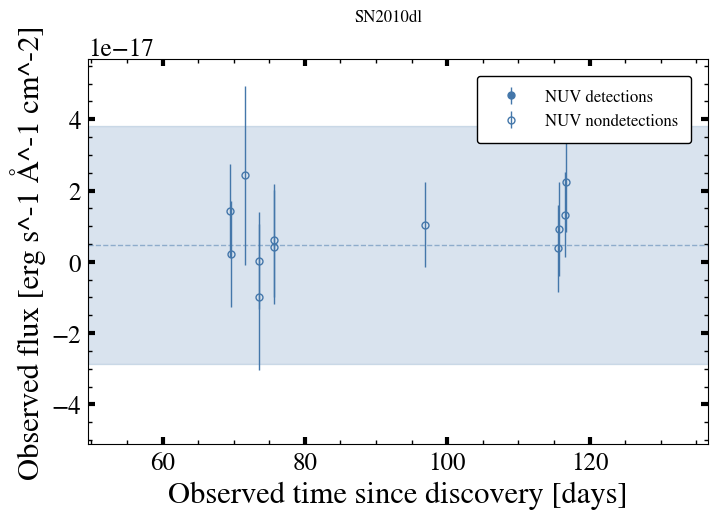 SN2010dl
1e−17
NUV detections
NUV nondetections
4
2
0
−2
−4
Observed flux [erg s^-1 Å^-1 cm^-2]
60
80
100
120
Observed time since discovery [days]